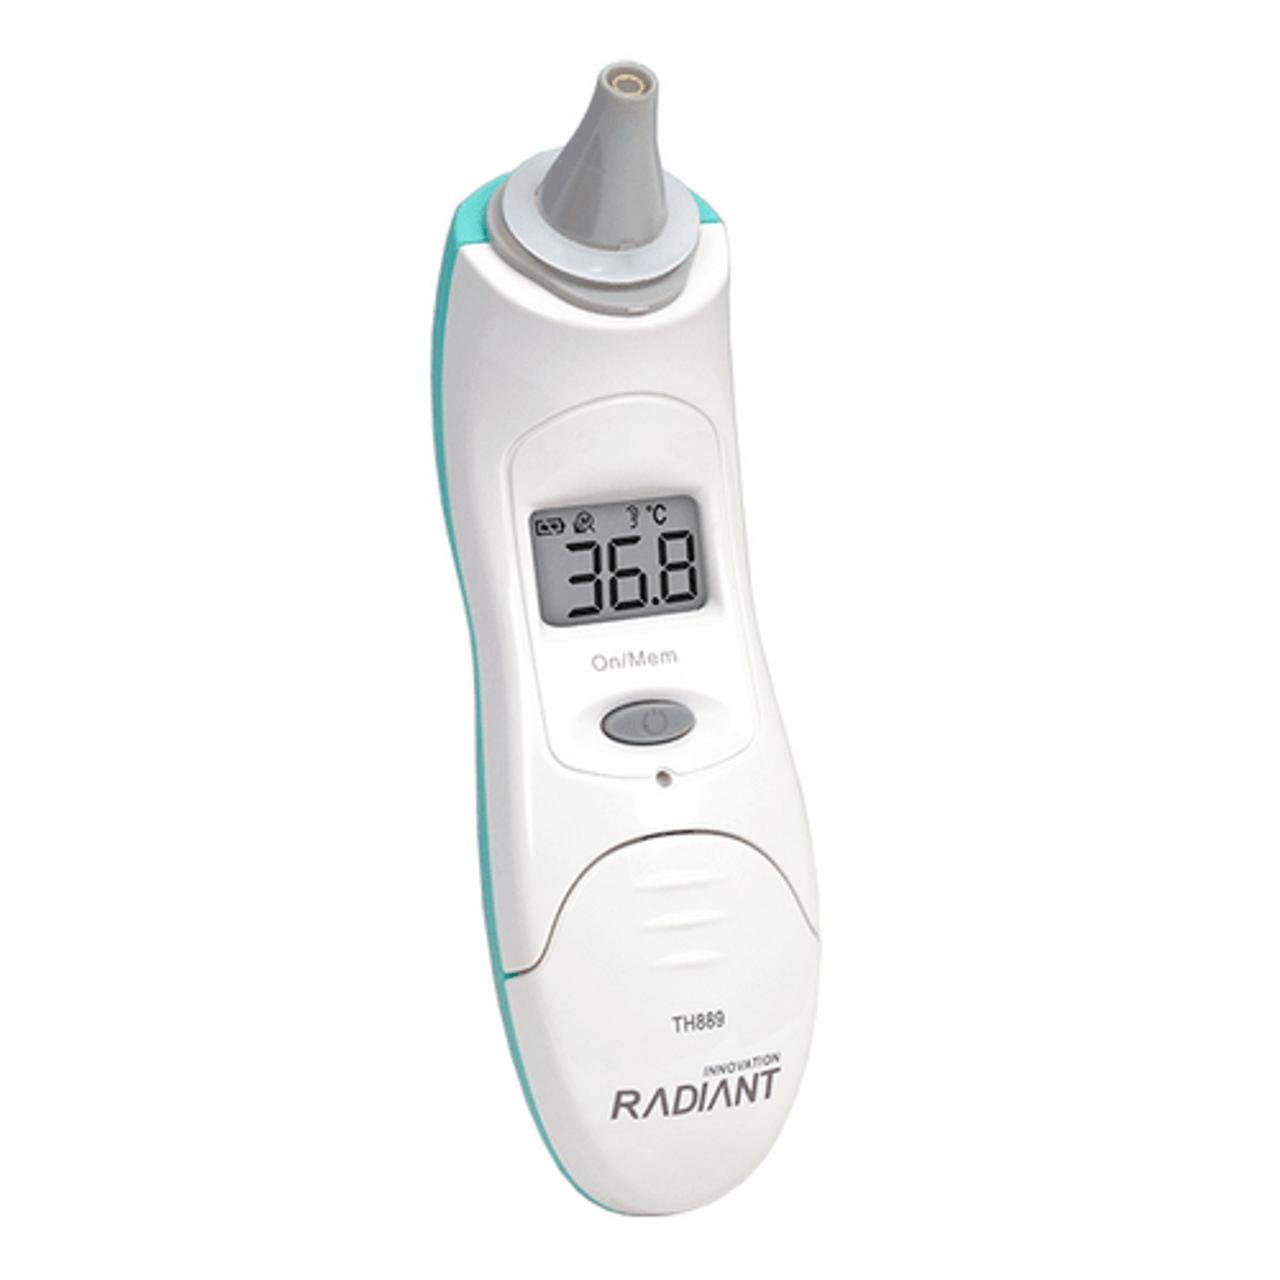 °C
36.8
On/Mem
TH889
INNOVATION
RADIANT